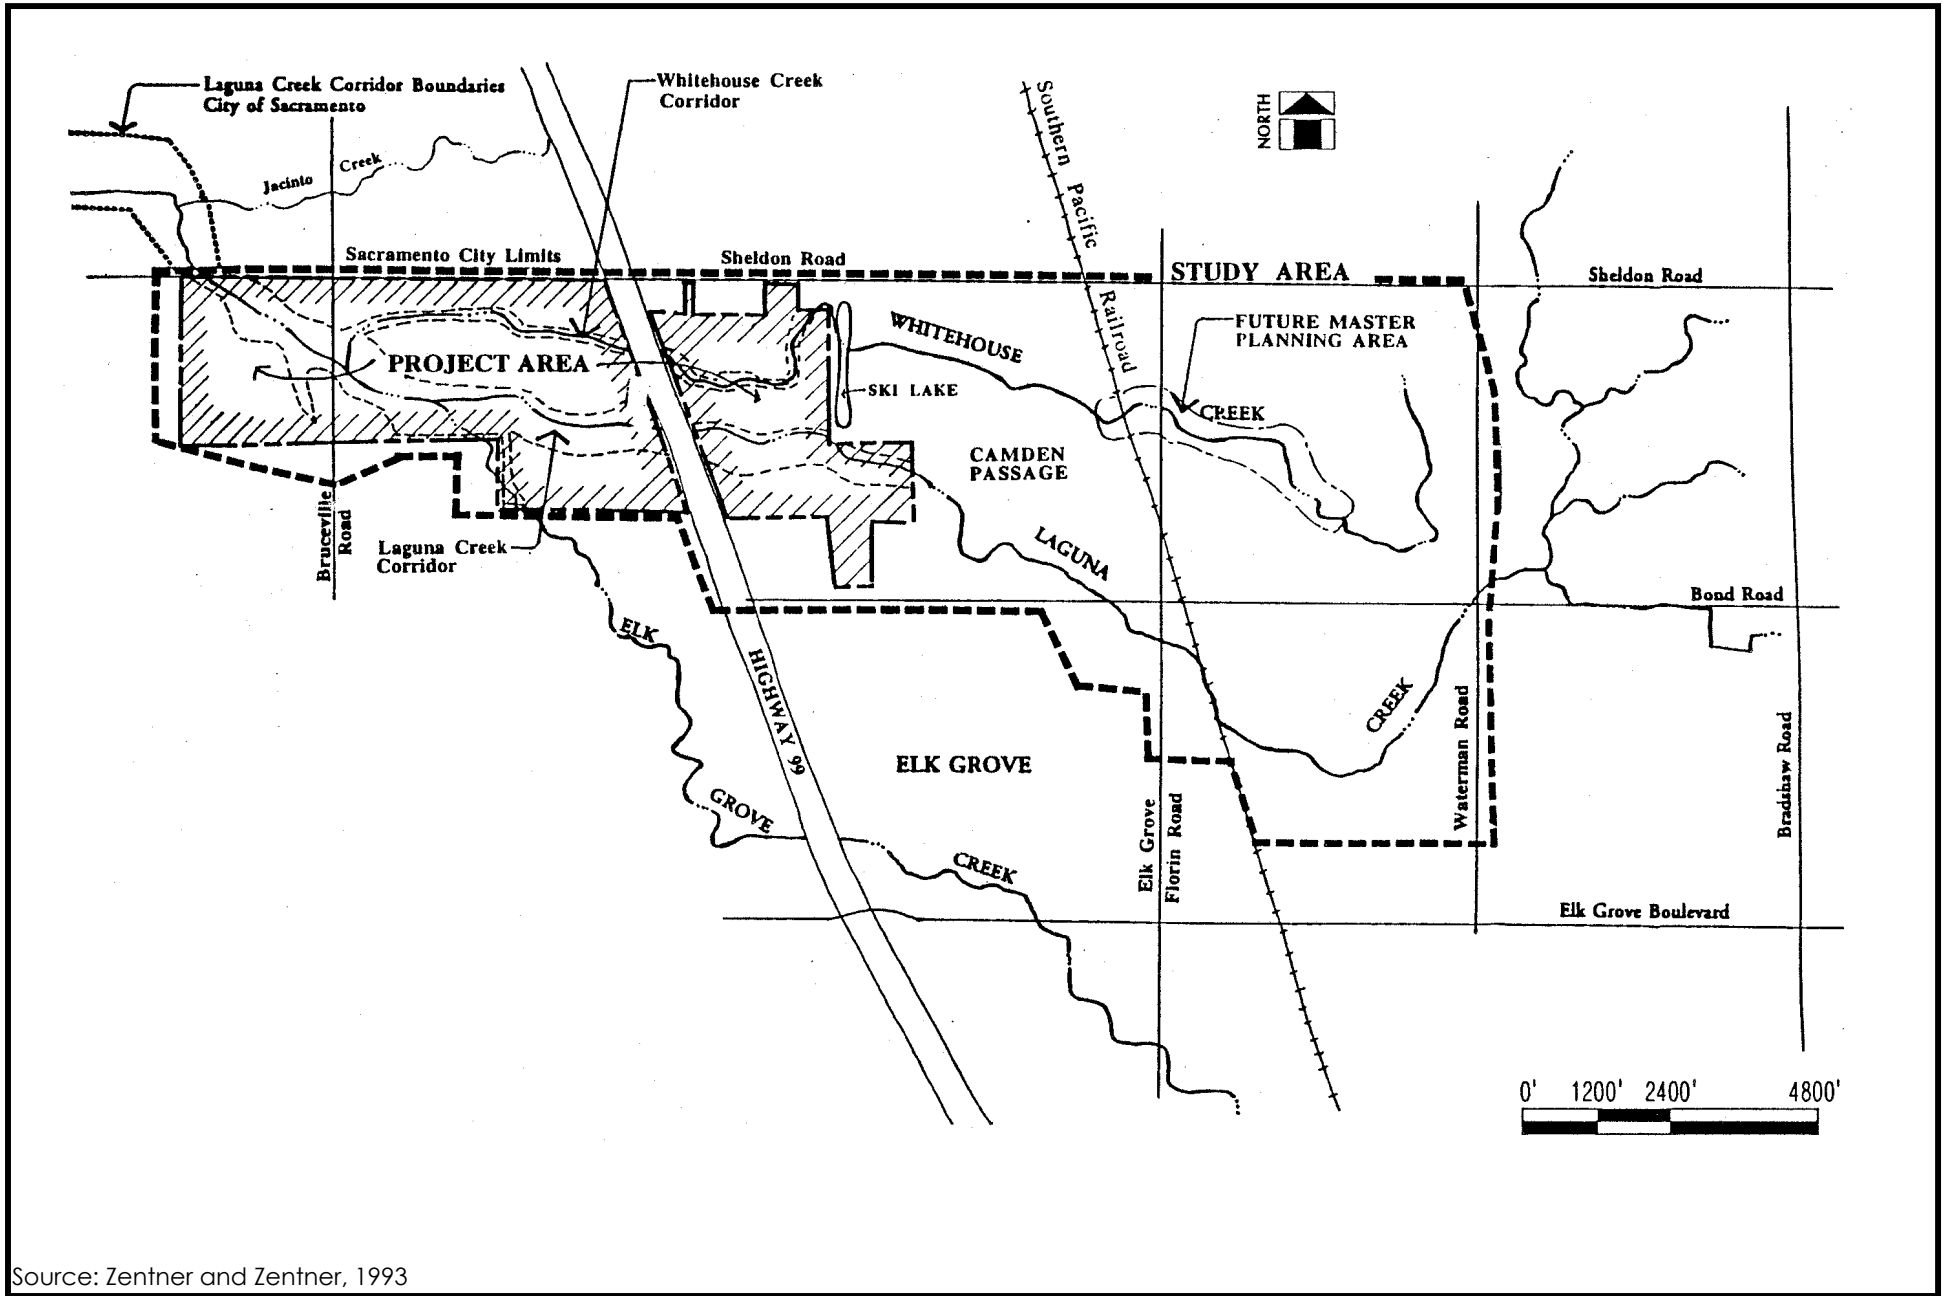 Laguna Creek Corridor Boundaries
City of Sacramento
Whitehouse Creek
Corridor
NORTH
Southern Pacific
Railroad
Jacinto Creek
Sacramento City Limits
Sheldon Road
STUDY AREA
Sheldon Road
WHITEHOUSE
CREEK
FUTURE MASTER
PLANNING AREA
PROJECT AREA
SKI LAKE
CAMDEN
PASSAGE
Bruceville
Road
Laguna Creek
Corridor
LAGUNA
CREEK
Bond Road
ELK
GROVE
CREEK
HIGHWAY 99
ELK GROVE
Waterman Road
Bradshaw Road
Elk Grove
Florin Road
Elk Grove Boulevard
0' 1200' 2400' 4800'
Source: Zentner and Zentner, 1993